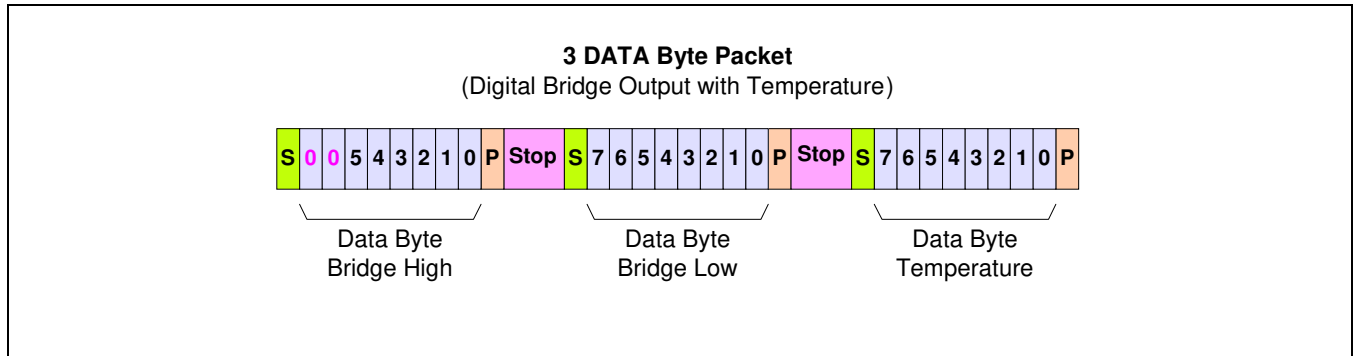 3 DATA Byte Packet
(Digital Bridge Output with Temperature)
S 0 0 5 4 3 2 1 0 P Stop S 7 6 5 4 3 2 1 0 P Stop S 7 6 5 4 3 2 1 0 P
Data Byte
Bridge High
Data Byte
Bridge Low
Data Byte
Temperature